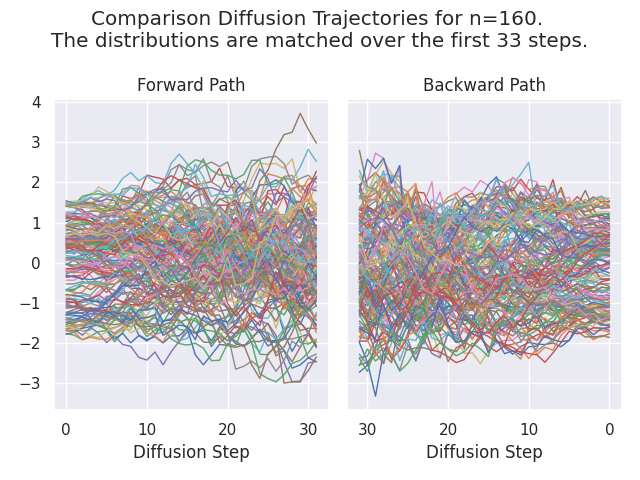 Comparison Diffusion Trajectories for n=160.
The distributions are matched over the first 33 steps.
Forward Path
Backward Path
4
3
2
1
0
−1
−2
−3
0 10 20 30
30 20 10 0
Diffusion Step
Diffusion Step